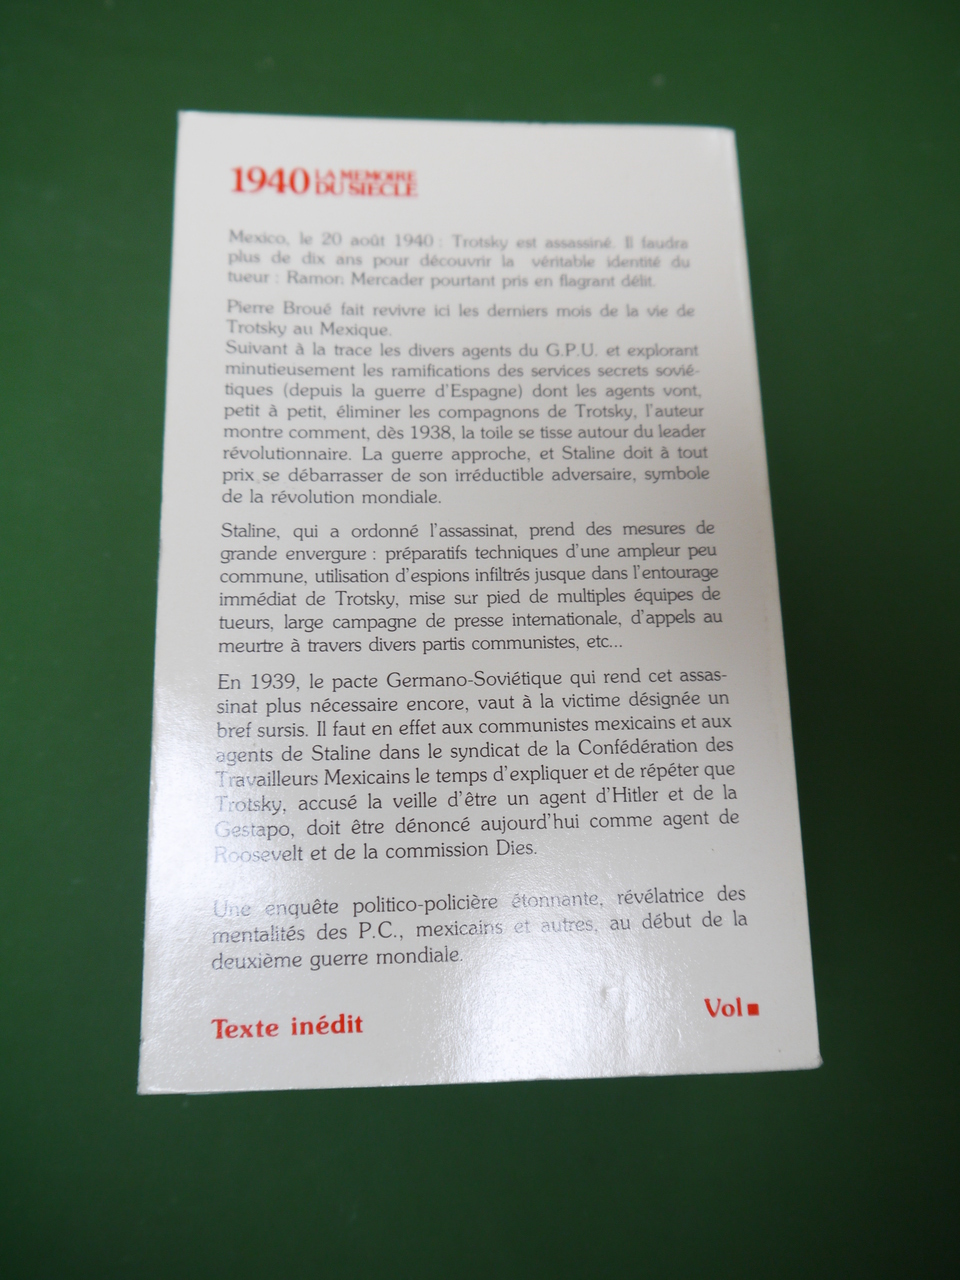 1940 LA MEMOIRE
DU SIECLE
Mexico, le 20 août 1940 : Trotsky est assassiné. Il faudra
plus de dix ans pour découvrir la véritable identité du
tueur : Ramon Mercader pourtant pris en flagrant délit.
Pierre Broué fait revivre ici les derniers mois de la vie de
Trotsky au Mexique.
Suivant à la trace les divers agents du G.P.U. et explorant
minutieusement les ramifications des services secrets sovié-
tiques (depuis la guerre d'Espagne) dont les agents vont,
petit à petit, éliminer les compagnons de Trotsky, l'auteur
montre comment, dès 1938, la toile se tisse autour du leader
révolutionnaire. La guerre approche, et Staline doit à tout
prix se débarrasser de son irréductible adversaire, symbole
de la révolution mondiale.
Staline, qui a ordonné l'assassinat, prend des mesures de
grande envergure : préparatifs techniques d'une ampleur peu
commune, utilisation d'espions infiltrés jusque dans l'entourage
immédiat de Trotsky, mise sur pied de multiples équipes de
tueurs, large campagne de presse internationale, d'appels au
meurtre à travers divers partis communistes, etc...
En 1939, le pacte Germano-Soviétique qui rend cet assas-
sinat plus nécessaire encore, vaut à la victime désignée un
bref sursis. Il faut en effet aux communistes mexicains et aux
agents de Staline dans le syndicat de la Confédération des
Travailleurs Mexicains le temps d'expliquer et de répéter que
Trotsky, accusé la veille d'être un agent d'Hitler et de la
Gestapo, doit être dénoncé aujourd'hui comme agent de
Roosevelt et de la commission Dies.
Une enquête politico-policière étonnante, révélatrice des
mentalités des P.C., mexicains et autres, au début de la
deuxième guerre mondiale.
Texte inédit
Vol